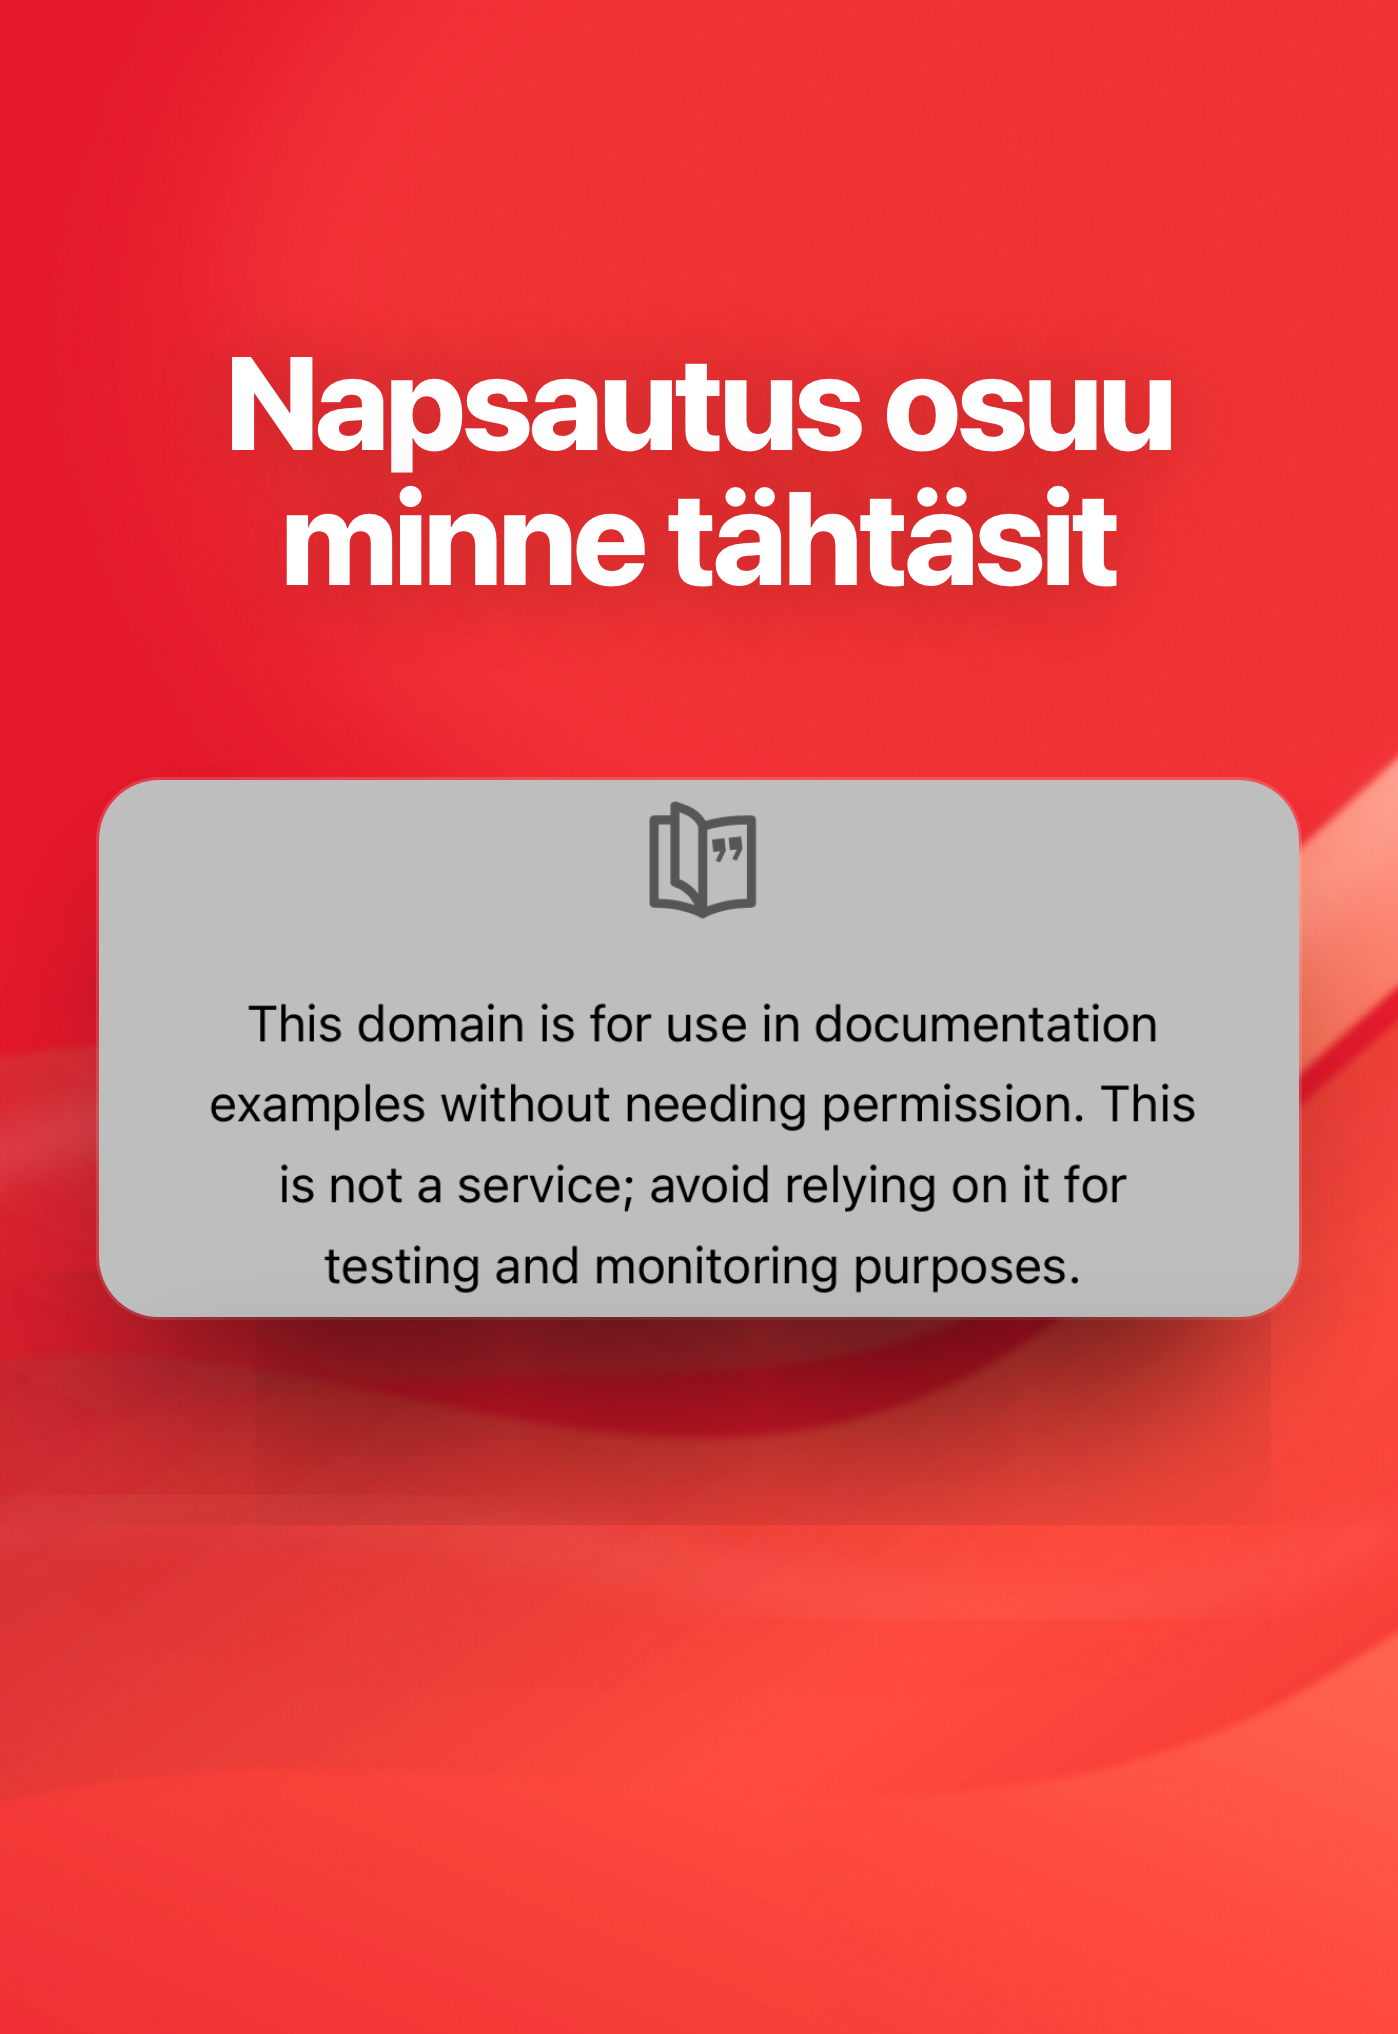 Napsautus osuu
minne tähtäsit
This domain is for use in documentation
examples without needing permission. This
is not a service; avoid relying on it for
testing and monitoring purposes.